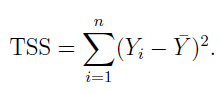 TSS = \sum_{i=1}^{n} (Y_i - \bar{Y})^2.